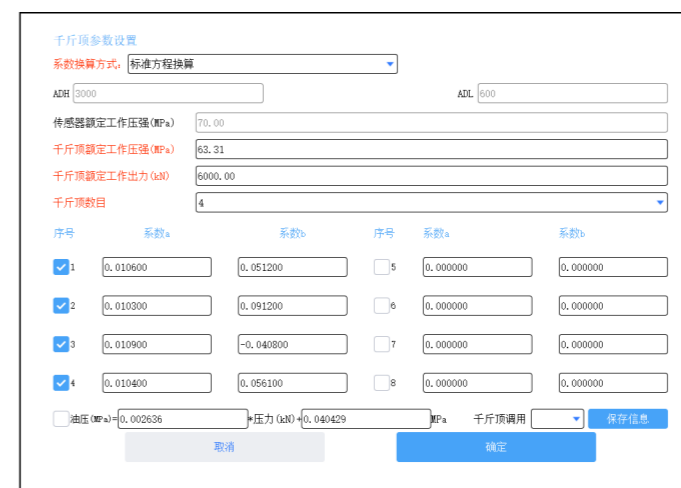 千斤顶参数设置
系数换算方式: 标准方程换算
ADH 3000 ADL 600
传感器额定工作压强(MPa) 70.00
千斤顶额定工作压强(MPa) 63.31
千斤顶额定工作出力(kN) 6000.00
千斤顶数目 4
序号 系数a 系数b 序号 系数a 系数b
1 0.010600 0.051200 5 0.000000 0.000000
2 0.010300 0.091200 6 0.000000 0.000000
3 0.010900 -0.040800 7 0.000000 0.000000
4 0.010400 0.056100 8 0.000000 0.000000
油压(MPa)=0.002636 *压力(kN)+0.040429 MPa 千斤顶调用 保存信息
取消 确定